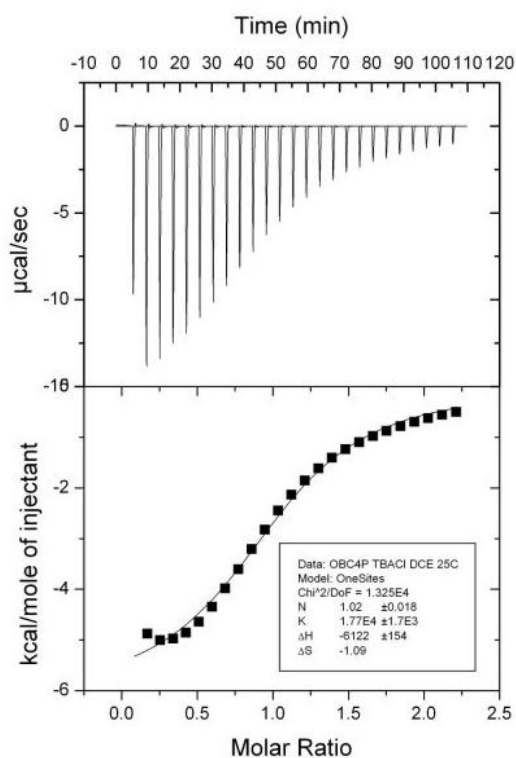 Time (min)
-10 0 10 20 30 40 50 60 70 80 90 100 110
0
-5
-10
-15
µcal/sec
0
-2
-4
-6
kcal/mole of injectant
Data: OBC4P TBACl DCE 25C
Model: OneSites
Chi^2/DoF = 1.325E4
N 1.02 ±0.018
K 1.77E4 ±1.7E3
ΔH -6122 ±154
ΔS -1.09
0.0 0.5 1.0 1.5 2.0 2.5
Molar Ratio